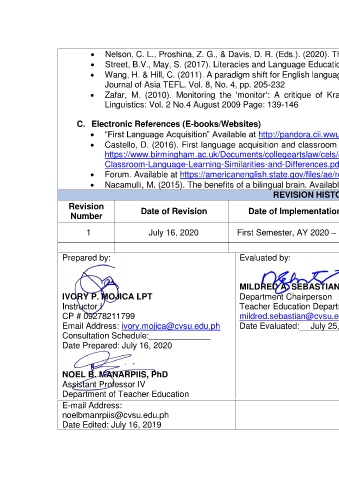 • Nelson, C. L., Proshina, Z. G., & Davis, D. R. (Eds.). (2020). Th
• Street, B.V., May, S. (2017). Literacies and Language Educatio
• Wang, H. & Hill, C. (2011). A paradigm shift for English langua
Journal of Asia TEFL. Vol. 8, No. 4, pp. 205-232
• Zafar, M. (2010). Monitoring the 'monitor': A critique of Kra
Linguistics: Vol. 2 No.4 August 2009 Page: 139-146
C. Electronic References (E-books/Websites)
• “First Language Acquisition” Available at http://pandora.cii.wwu
• Castello, D. (2016). First language acquisition and classroom
https://www.birmingham.ac.uk/Documents/collegeartslaw/cels/
Classroom-Language-Learning-Similarities-and-Differences.pd
• Forum. Available at https://americanenglish.state.gov/files/ae/re
• Nacamulli, M. (2015). The benefits of a bilingual brain. Availabl
REVISION HISTO
Revision Number Date of Revision Date of Implementation
1 July 16, 2020 First Semester, AY 2020 –
Prepared by: Evaluated by:
IVORY P. MOJICA LPT MILDRED A. SEBASTIAN
Instructor I Department Chairperson
CP # 09278211799 Teacher Education Depart
Email Address: ivory.mojica@cvsu.edu.ph mildred.sebastian@cvsu.e
Consultation Schedule:______________ Date Evaluated:__July 25,
Date Prepared: July 16, 2020
NOEL B. MANARPIIS, PhD
Assistant Professor IV
Department of Teacher Education
E-mail Address:
noelbmanrpiis@cvsu.edu.ph
Date Edited: July 16, 2019